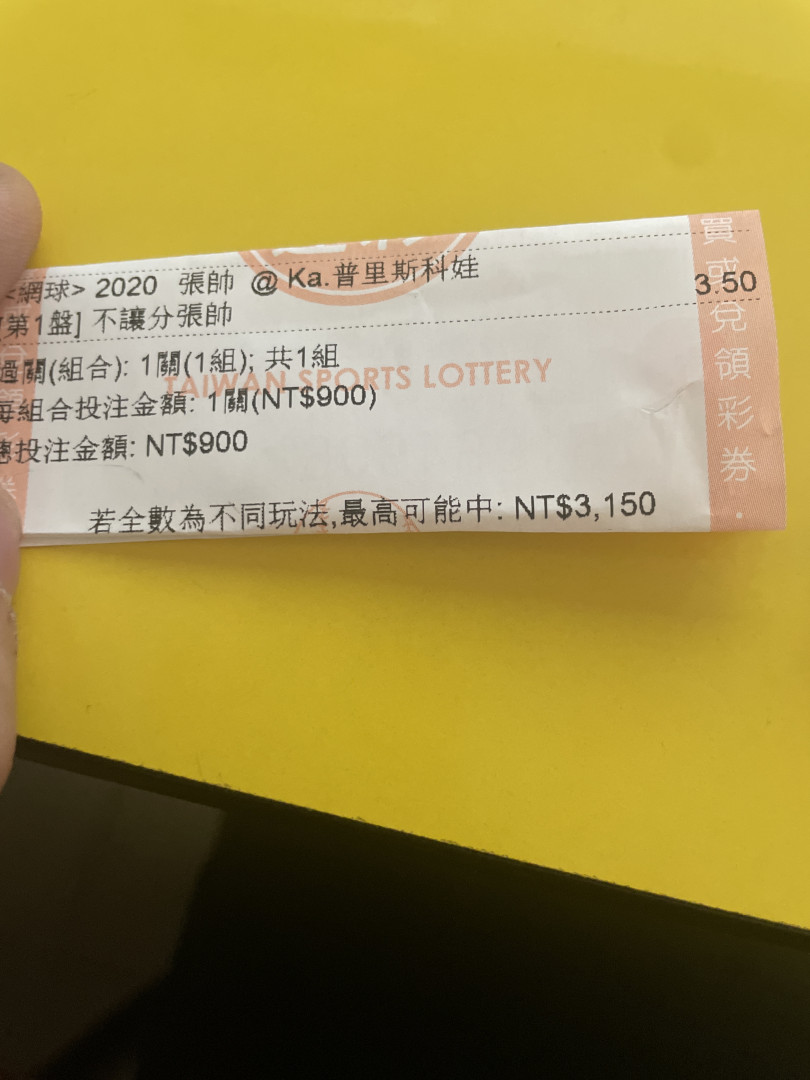 <網球> 2020 張帥 @ Ka.普里斯科娃
3.50
[第1盤] 不讓分張帥
過關(組合): 1關(1組); 共1組
TAIWAN SPORTS LOTTERY
每組合投注金額: 1關(NT$900)
總投注金額: NT$900
若全數為不同玩法,最高可能中: NT$3,150
買或兌領彩券.